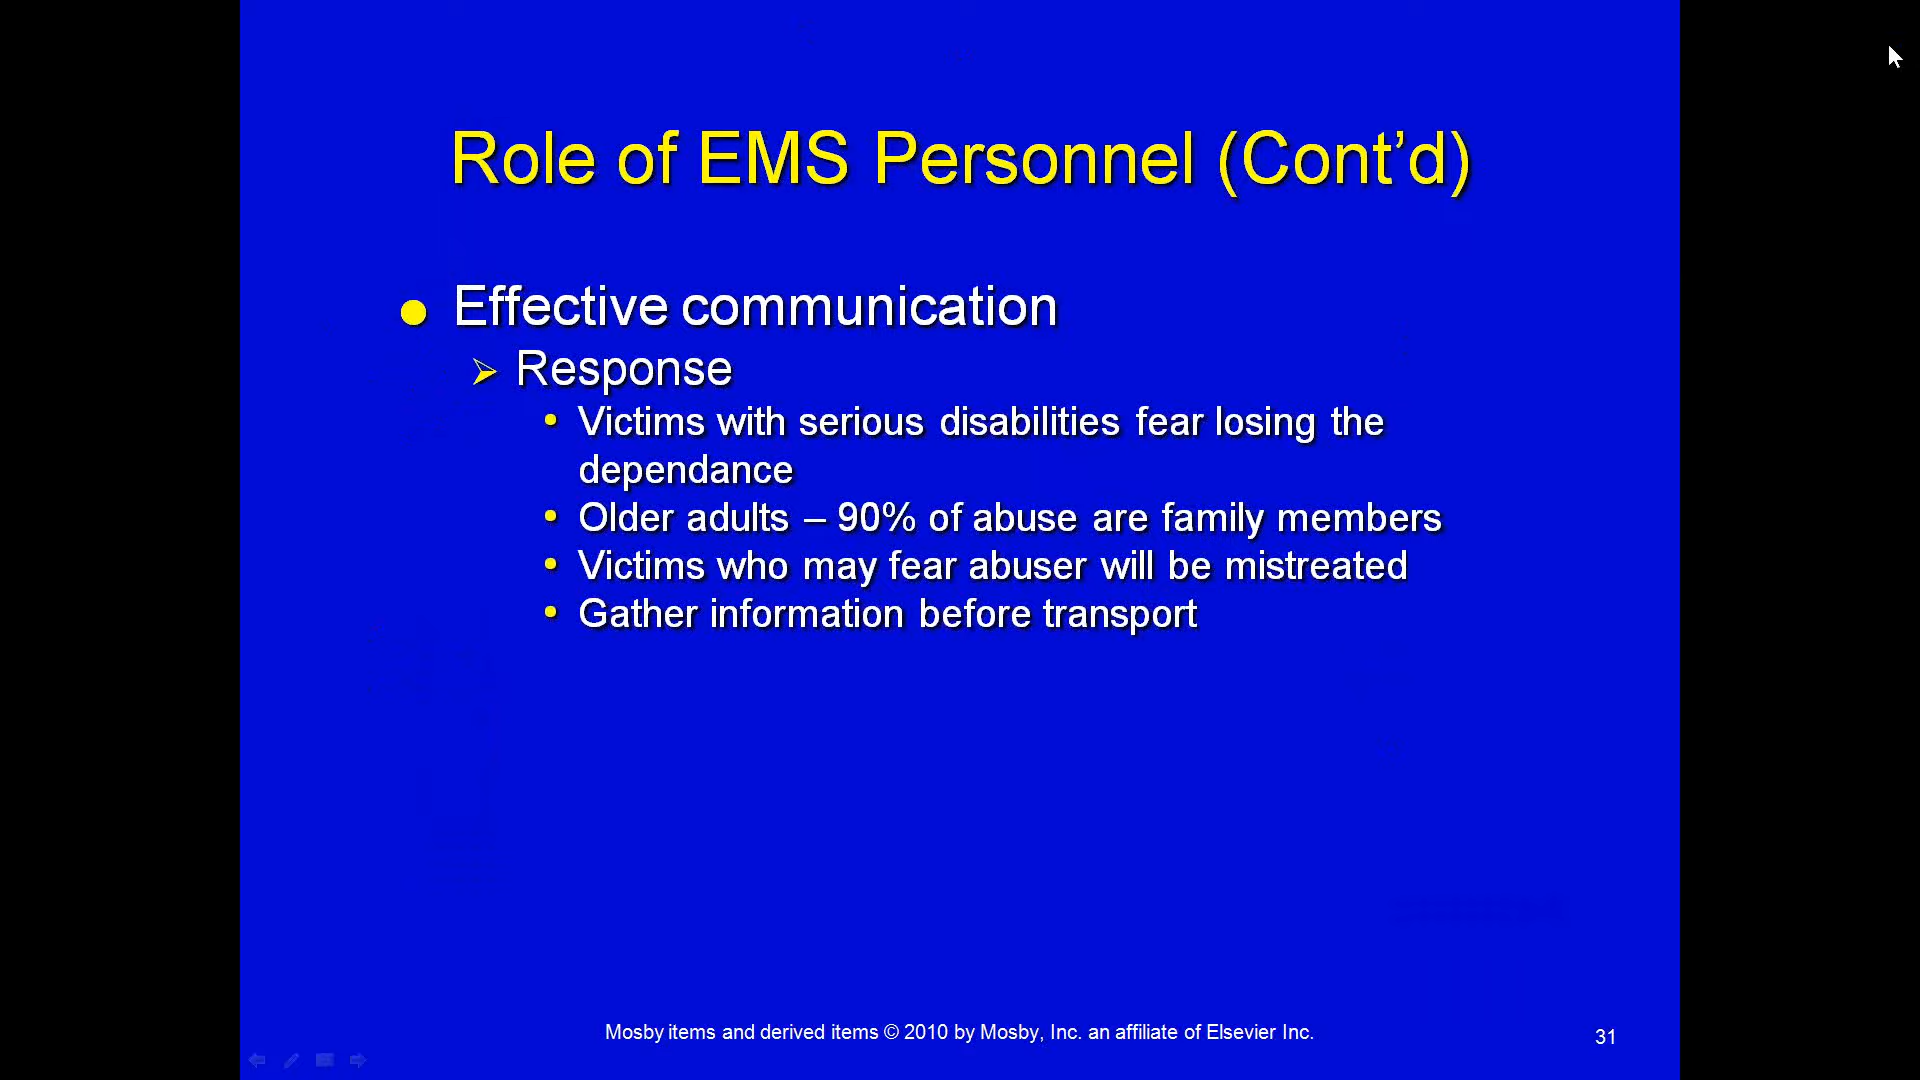 Role of EMS Personnel (Cont’d)
Effective communication
Response
Victims with serious disabilities fear losing the
dependance
Older adults – 90% of abuse are family members
Victims who may fear abuser will be mistreated
Gather information before transport
Mosby items and derived items © 2010 by Mosby, Inc. an affiliate of Elsevier Inc.
31